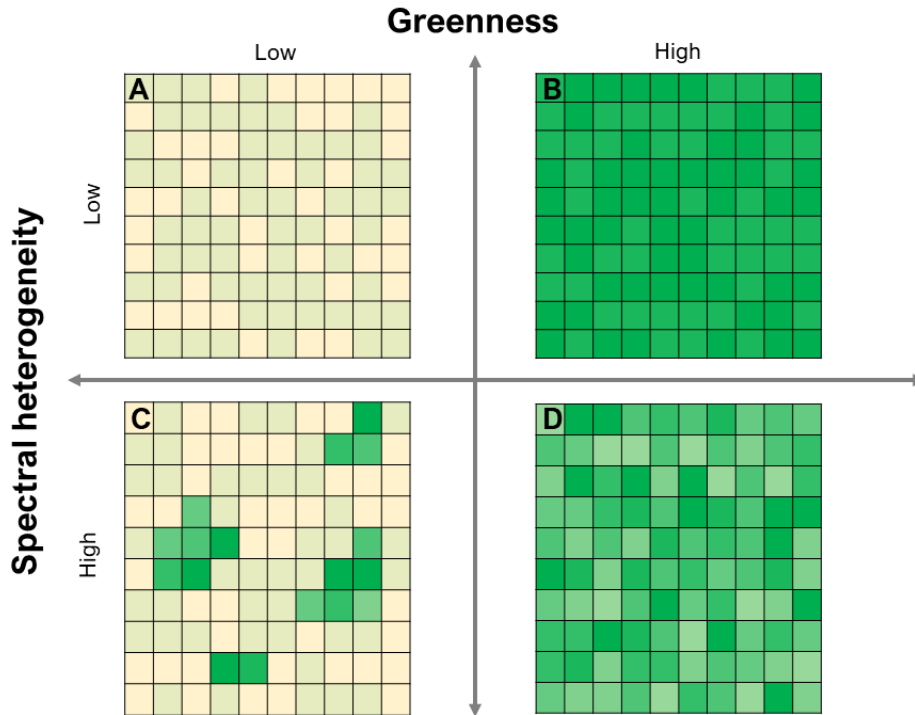 Greenness
Low
High
A
B
Low
Spectral heterogeneity
C
D
High